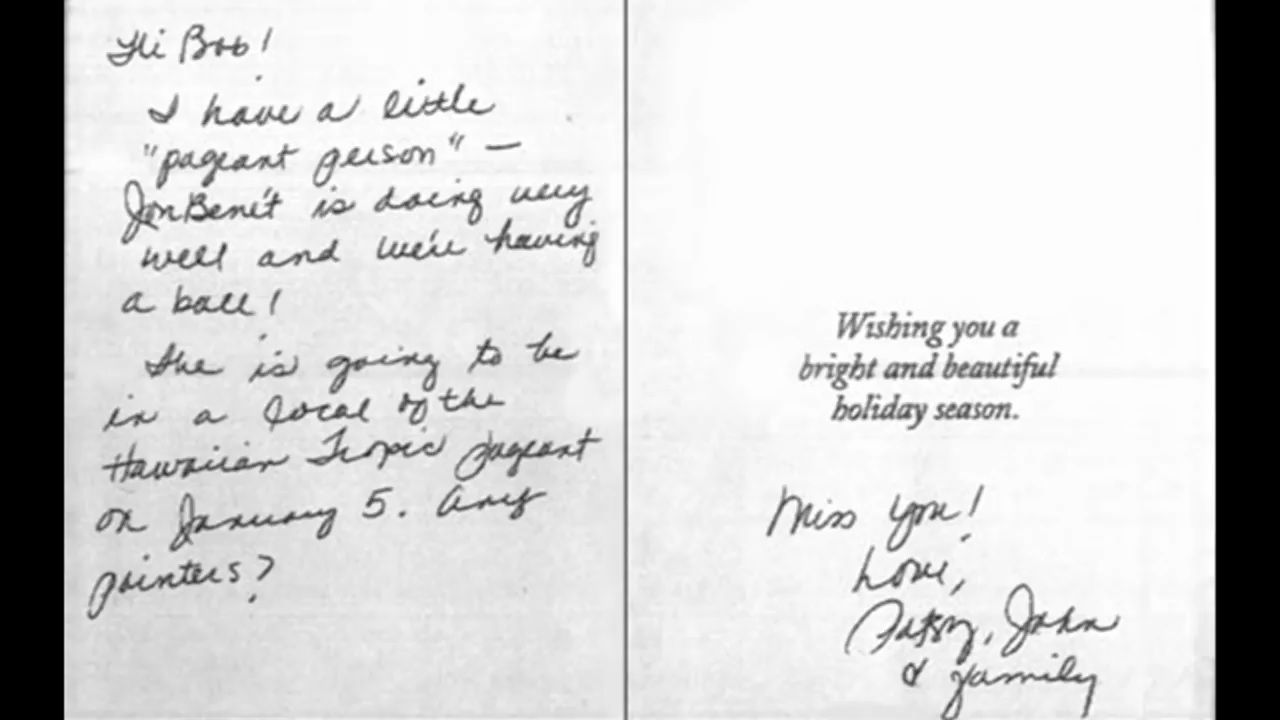 Hi Bob!
I have a little
"pageant person" —
JonBenét is doing very
well and we're having
a ball!
She is going to be
in a local of the
Hawaiian Tropic pageant
on January 5. Any
pointers?
Wishing you a
bright and beautiful
holiday season.
Miss you!
Love,
Patsy, John
& family